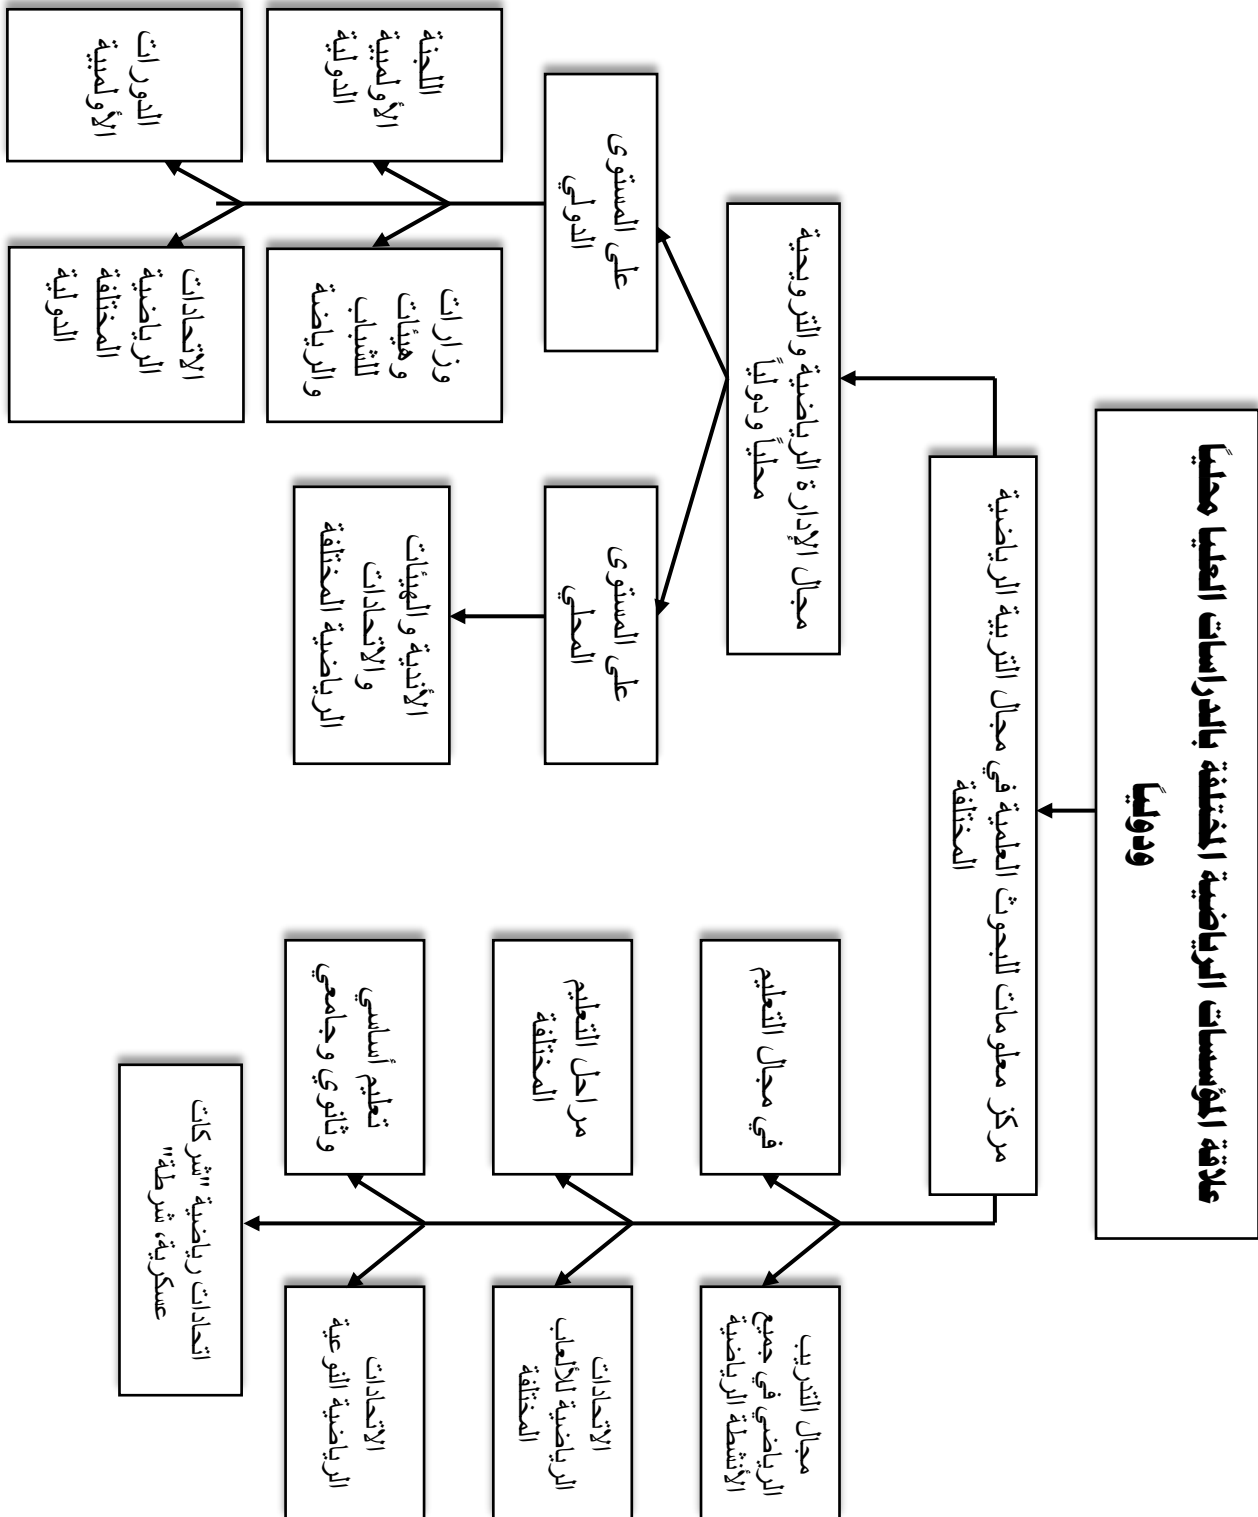 علاقة المؤسسات الرياضية المختلفة بالدراسات العليا محلياً
ودولياً
مركز معلومات للبحوث العلمية في مجال التربية الرياضية
المختلفة
مجال الإدارة الرياضية والترويحية
محلياً ودولياً
على المستوى
الدولي
اللجنة
الأولمبية
الدولية
وزارات
وهيئات
للشباب
والرياضة
الدورات
الأولمبية
الاتحادات
الرياضية
المختلفة
الدولية
على المستوى
المحلي
الأندية والهيئات
والاتحادات
الرياضية المختلفة
في مجال التعليم
مجال التدريب
الرياضي في جميع
الأنشطة الرياضية
مراحل التعليم
المختلفة
الاتحادات
الرياضية للألعاب
المختلفة
تعليم أساسي
وثانوي وجامعي
الاتحادات
الرياضية النوعية
اتحادات رياضية "شركات
عسكرية، شرطة"